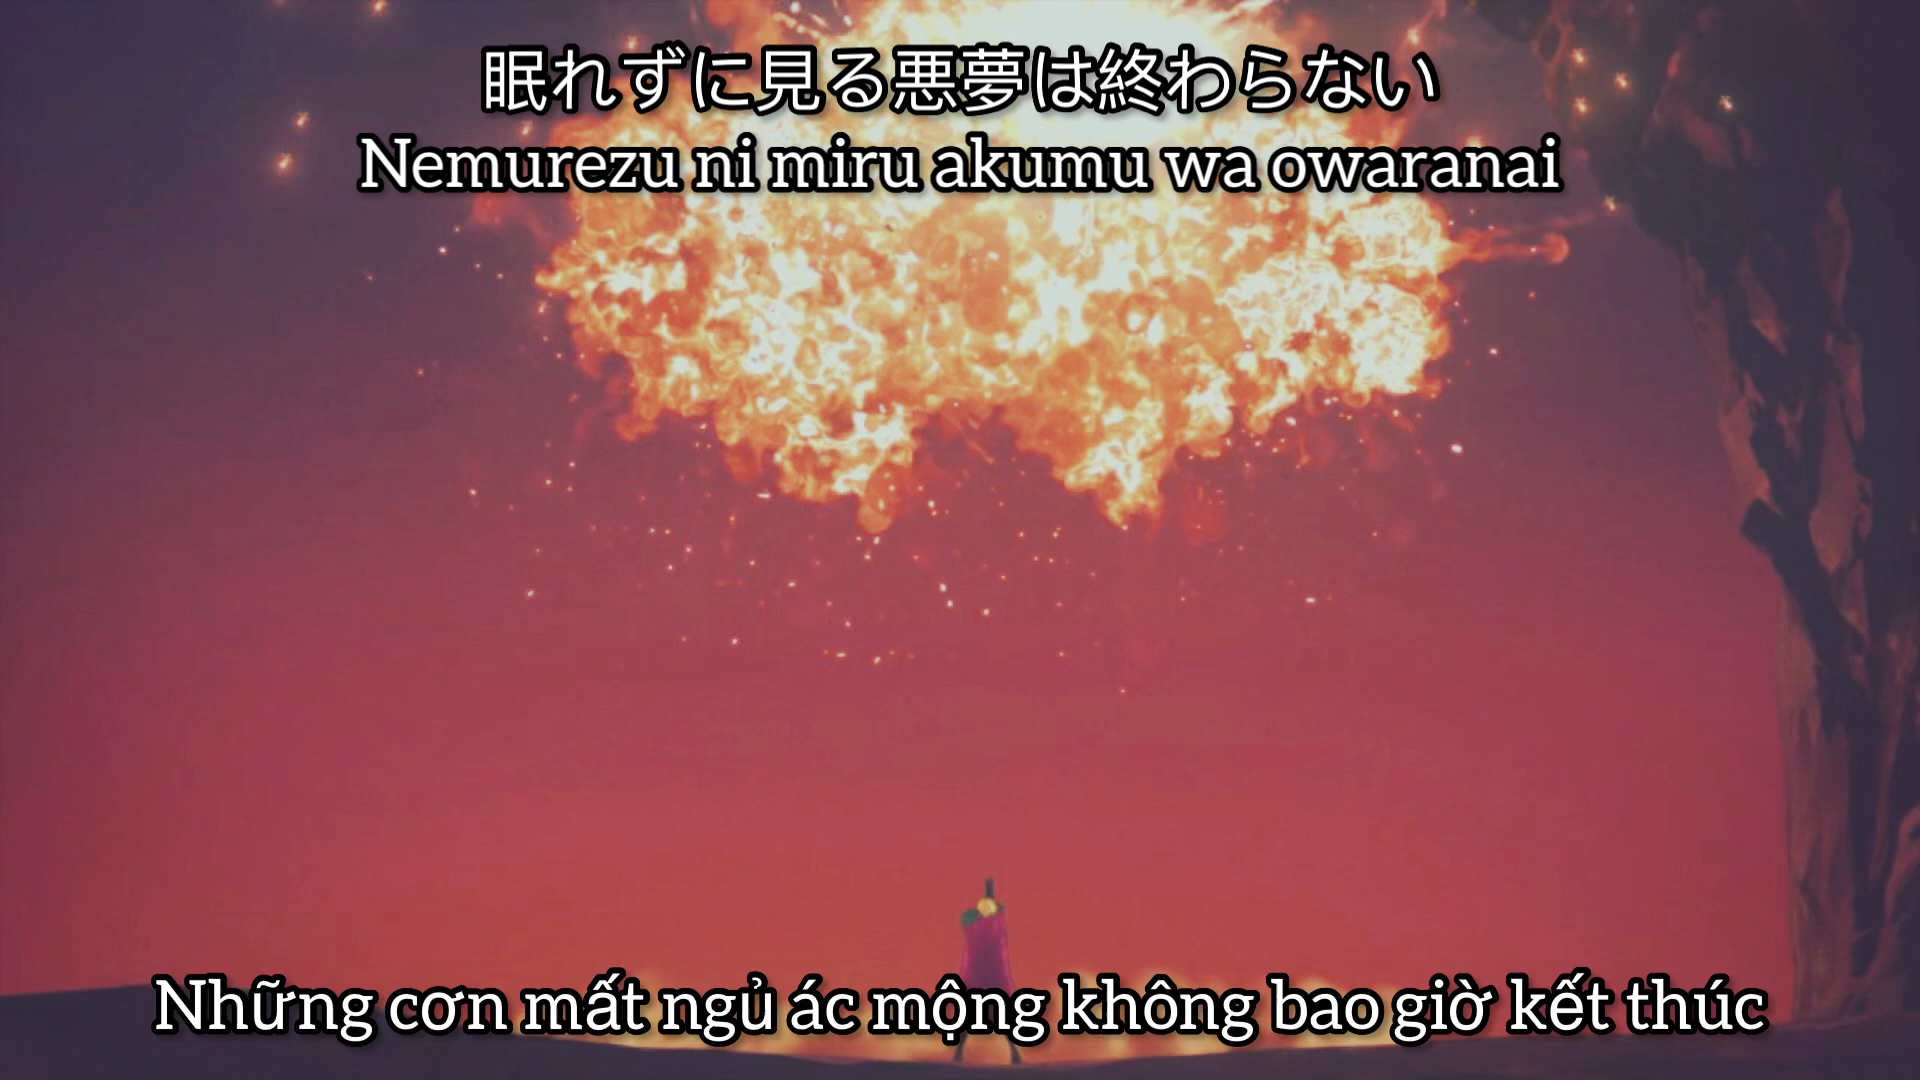 眠れずに見る悪夢は終わらない
Nemurezu ni miru akumu wa owaranai
Những cơn mất ngủ ác mộng không bao giờ kết thúc